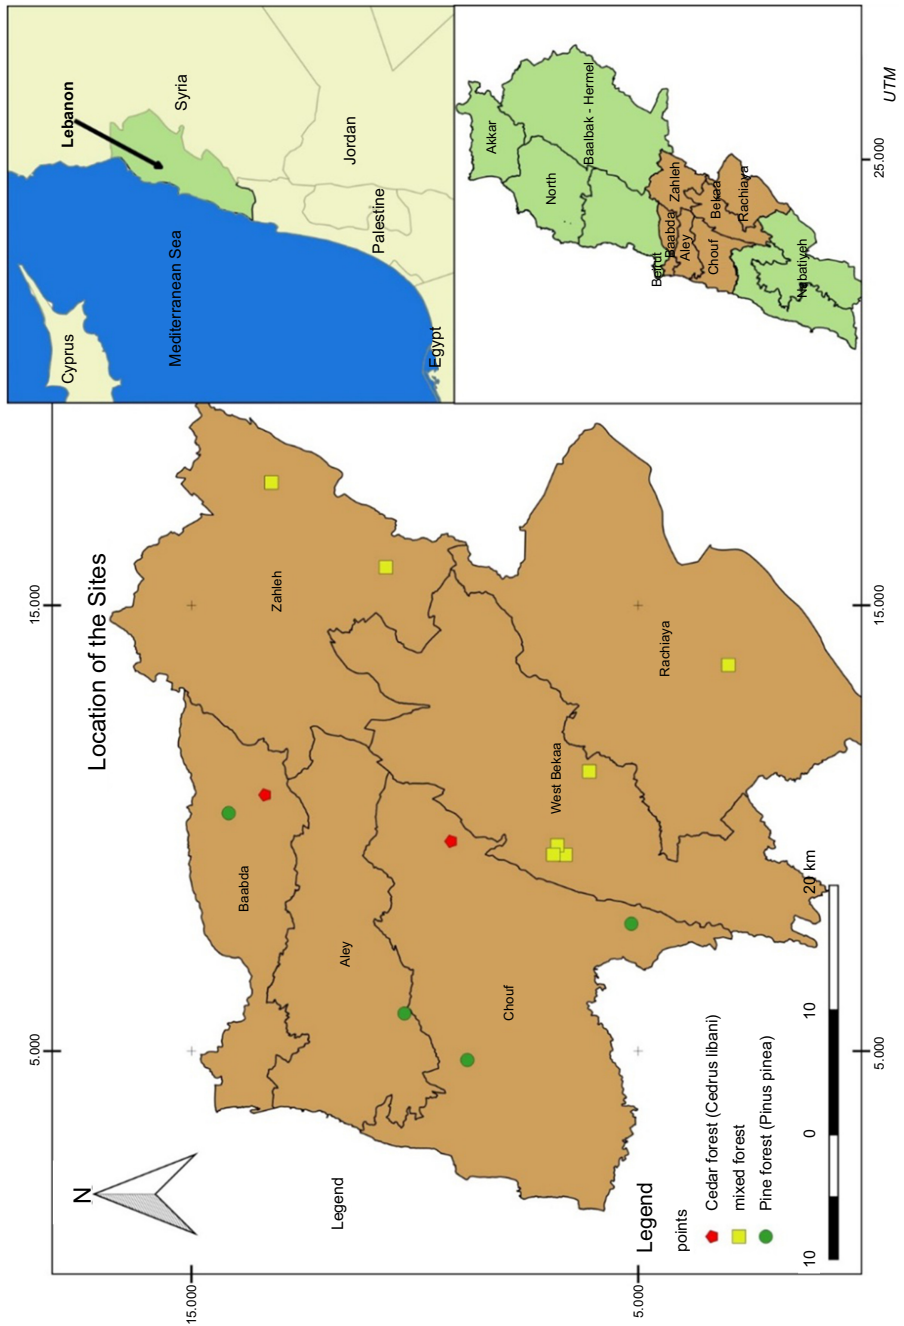 Location of the Sites
5.000
15.000
N
15.000
5.000
Baabda
Zahleh
Aley
West Bekaa
Chouf
Rachiaya
Legend
Legend
points
Cedar forest (Cedrus libani)
mixed forest
Pine forest (Pinus pinea)
10
0
10
20 km
5.000
15.000
25.000
UTM
Cyprus
Lebanon
Syria
Mediterranean Sea
Jordan
Palestine
Egypt
Akkar
North
Baalbak - Hermel
Beirut
Baabda
Zahleh
Aley
Chouf
Bekaa
Rachiaya
Nabatiyeh